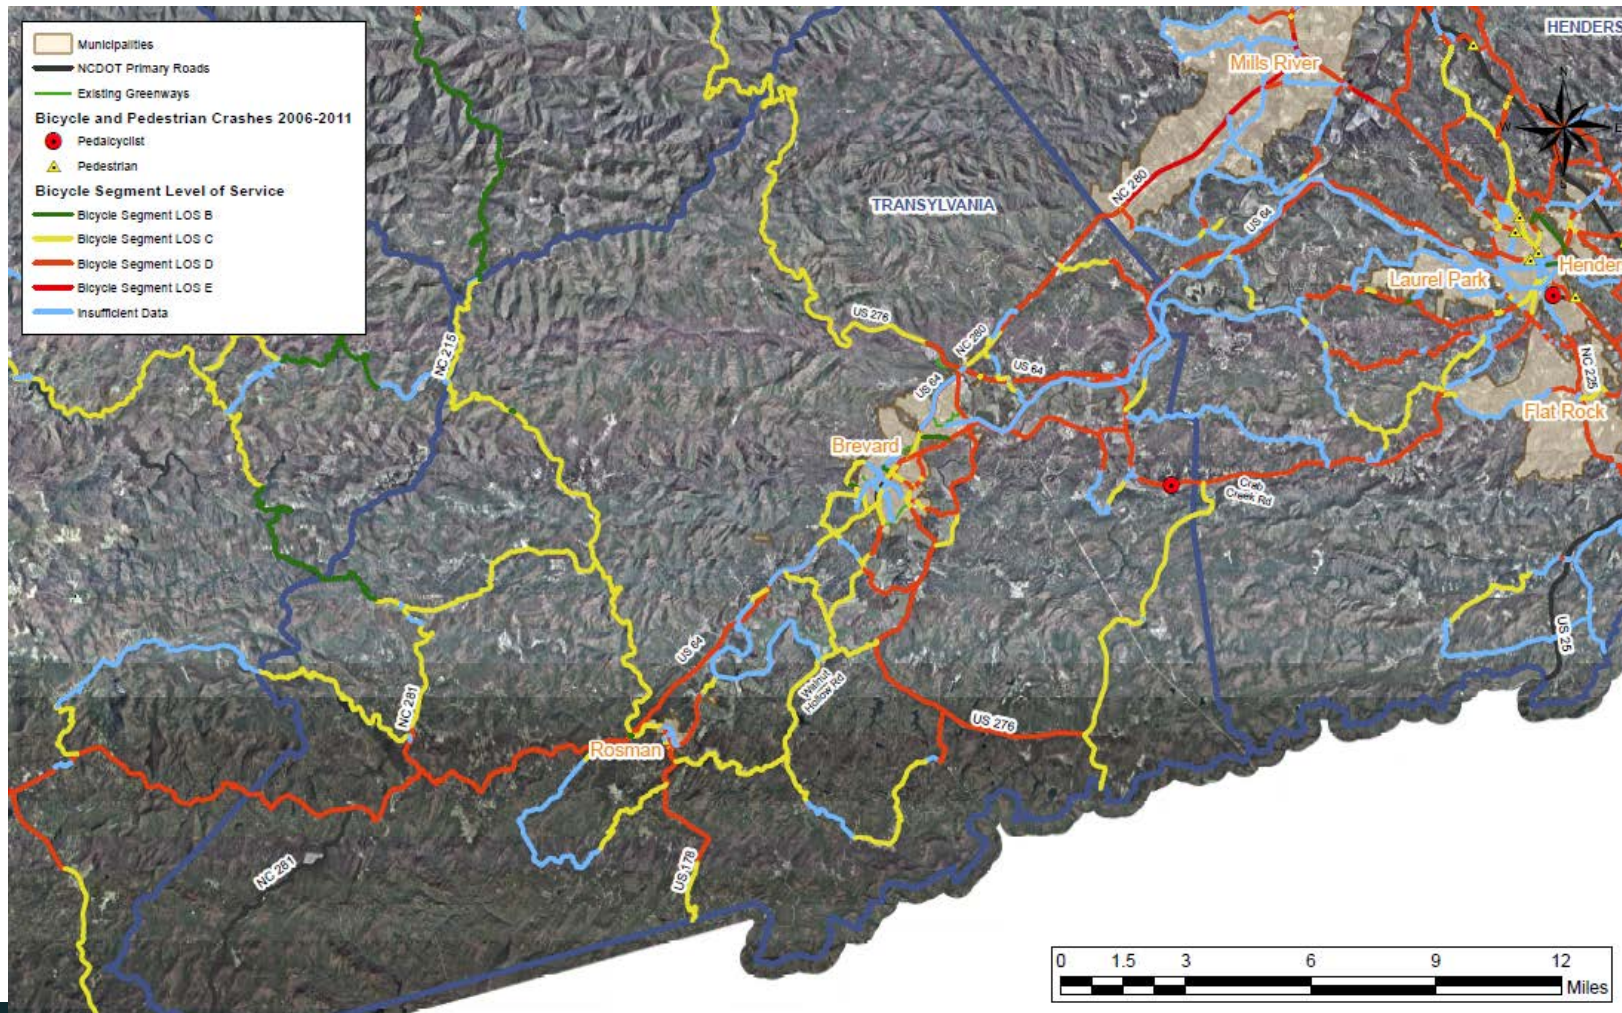 Municipalities
NCDOT Primary Roads
Existing Greenways
Bicycle and Pedestrian Crashes 2006-2011
Pedalcyclist
Pedestrian
Bicycle Segment Level of Service
Bicycle Segment LOS B
Bicycle Segment LOS C
Bicycle Segment LOS D
Bicycle Segment LOS E
Insufficient Data
HENDERS
Mills River
N
W
NC 280
TRANSYLVANIA
US 64
Laurel Park
Hender
US 276
NC 280
NC 215
US 64
US 64
NC 225
Flat Rock
Brevard
Crab
Creek Rd
US 64
US 225
Walnut
Hollow Rd
NC 281
US 276
Rosman
NC 281
US 178
0 1.5 3 6 9 12
Miles